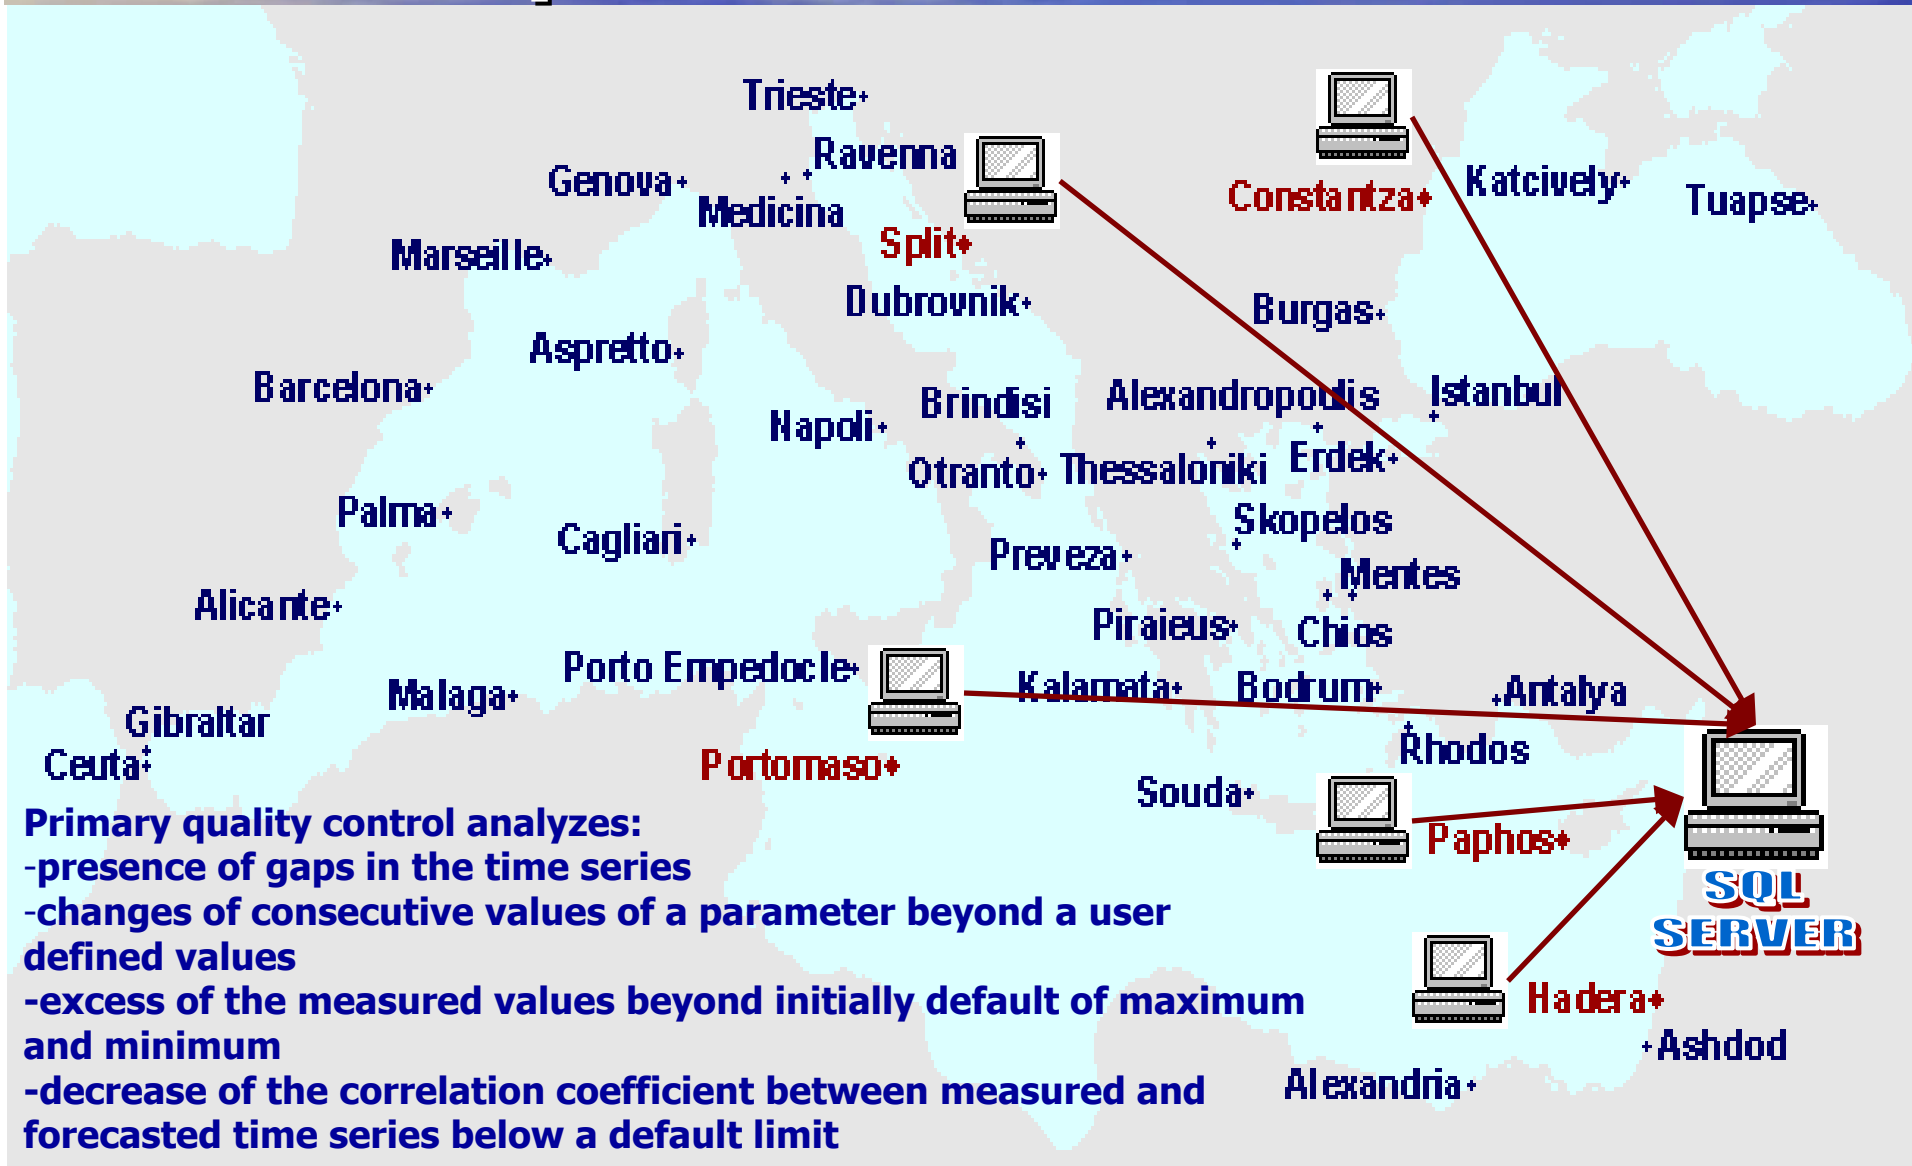 Trieste
Ravenna
Genova
Medicina
Katcively
Constantza
Tuapse
Split
Marseille
Dubrovnik
Burgas
Aspretto
Barcelona
Brindisi
Alexandropoulis
Istanbul
Napoli
Otranto
Thessaloniki
Erdek
Palma
Cagliari
Skopelos
Preveza
Mentes
Alicante
Piraieus
Chios
Porto Empedocle
Malaga
Kalamata
Bodrum
Antalya
Gibraltar
Ceuta
Portomaso
Rhodos
Souda
Paphos
SQL
SERVER
Hadera
Ashdod
Alexandria
Primary quality control analyzes:
-presence of gaps in the time series
-changes of consecutive values of a parameter beyond a user
defined values
-excess of the measured values beyond initially default of maximum
and minimum
-decrease of the correlation coefficient between measured and
forecasted time series below a default limit